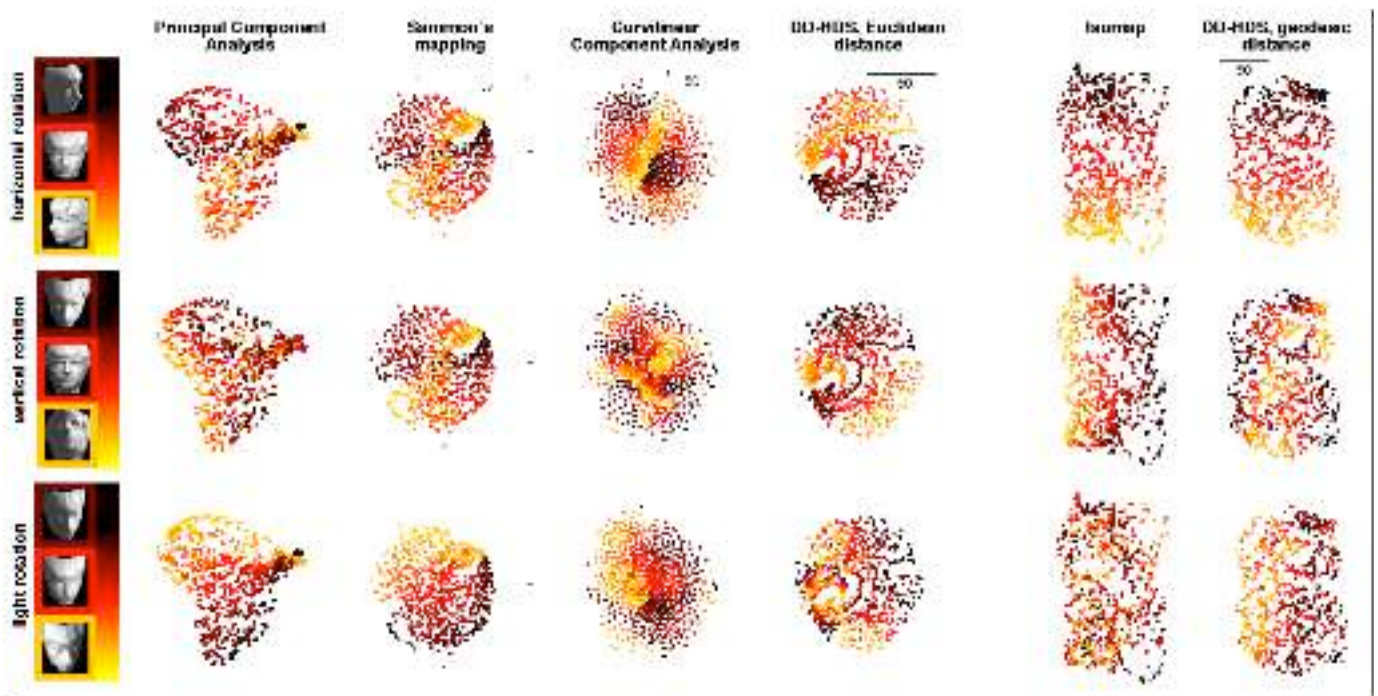 Principal Component
Analysis
Sammon's
mapping
Curvilinear
Component Analysis
DD-HDS, Euclidean
distance
Isomap
DD-HDS, geodesic
distance
50
50
50
horizontal rotation
vertical rotation
light rotation